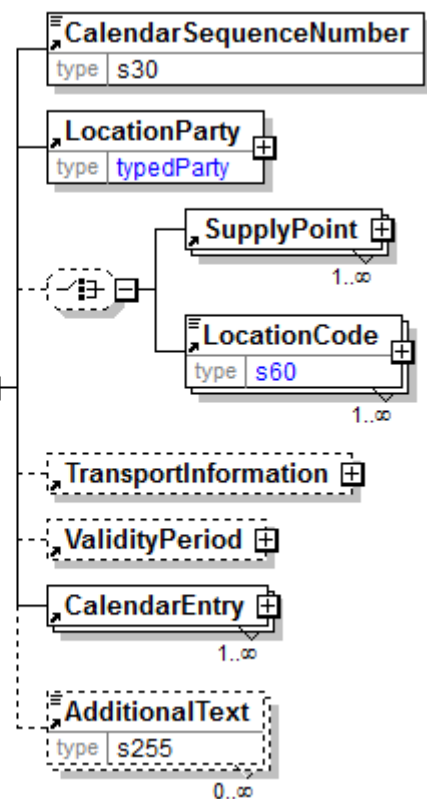 CalendarSequenceNumber
type s30
LocationParty
type typedParty
SupplyPoint
1..∞
LocationCode
type s60
1..∞
TransportInformation
ValidityPeriod
CalendarEntry
1..∞
AdditionalText
type s255
0..∞